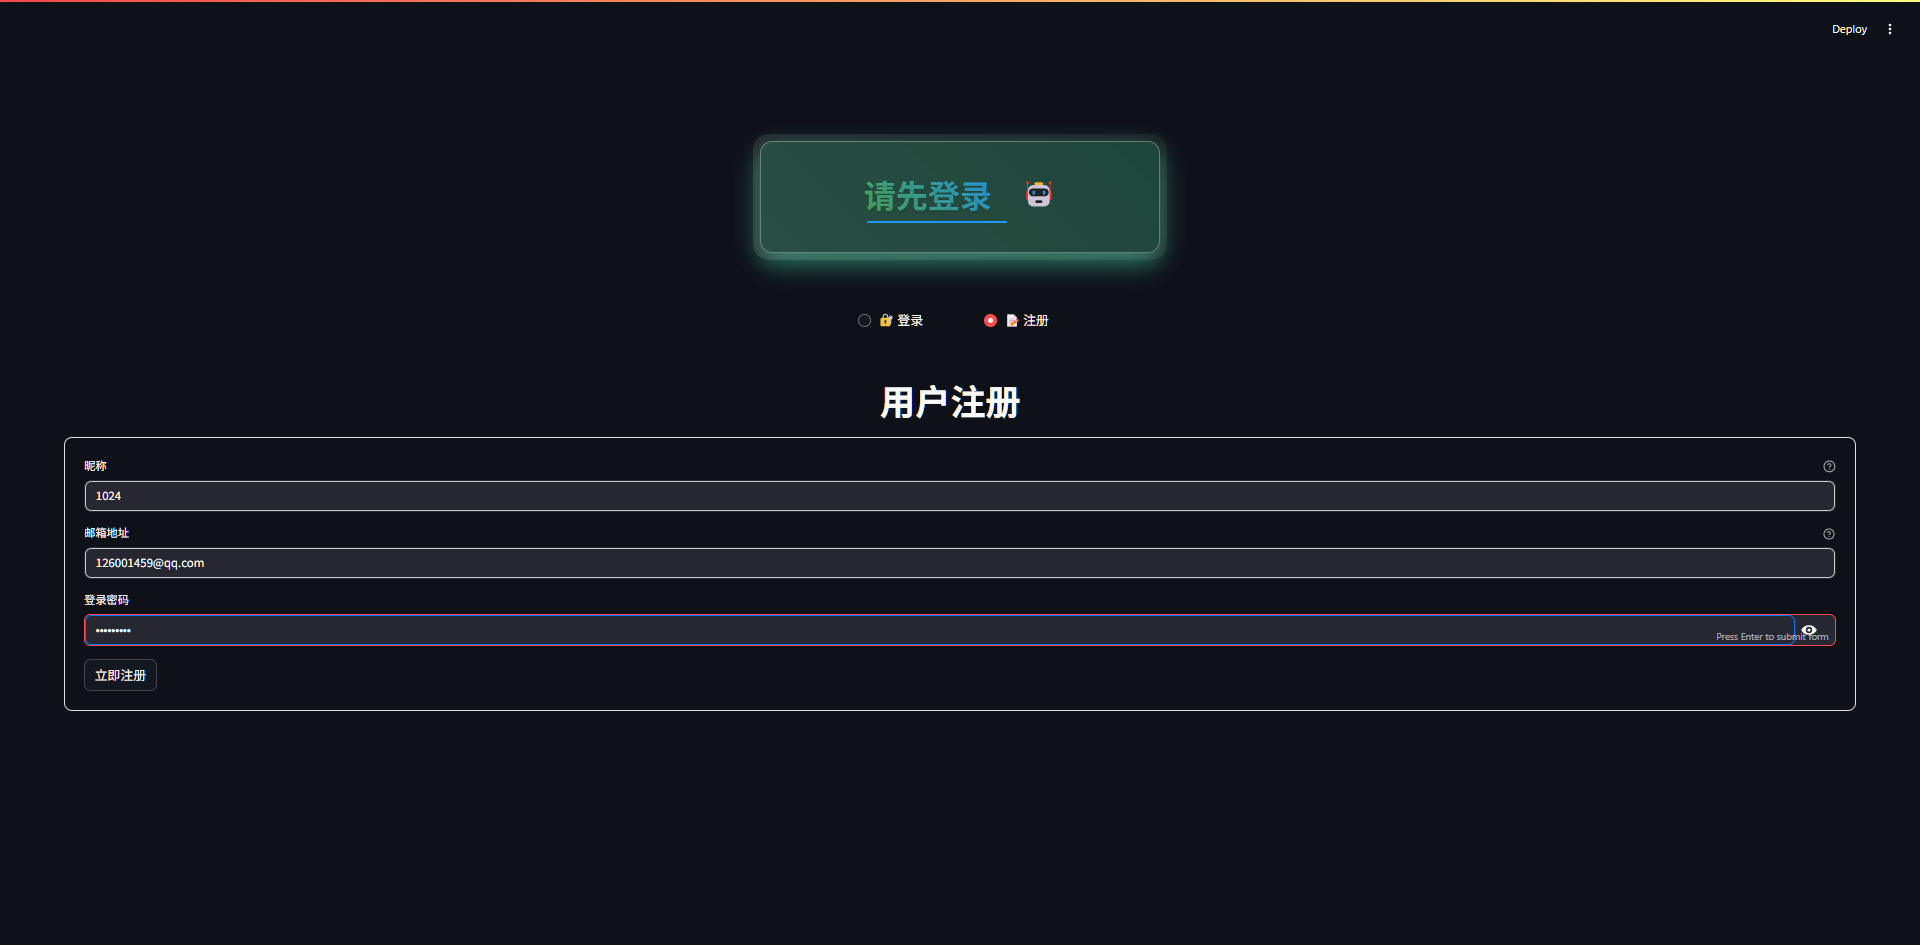 Deploy
请先登录
登录
注册
用户注册
昵称
1024
邮箱地址
126001459@qq.com
登录密码
•••••••••
Press Enter to submit form
立即注册